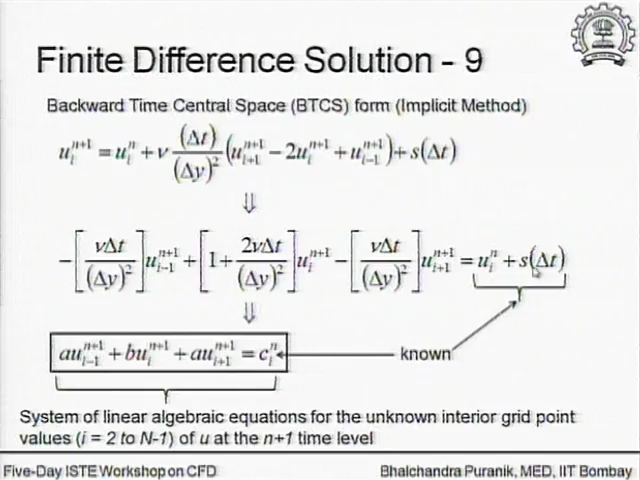 Finite Difference Solution - 9
Backward Time Central Space (BTCS) form (Implicit Method)
u_i^{n+1} = u_i^n + ν (Δt)/(Δy)^2 (u_{i+1}^{n+1} − 2u_i^{n+1} + u_{i−1}^{n+1}) + s(Δt)
⇓
−[νΔt/(Δy)^2] u_{i−1}^{n+1} + [1 + 2νΔt/(Δy)^2] u_i^{n+1} − [νΔt/(Δy)^2] u_{i+1}^{n+1} = u_i^n + s(Δt)
⇓
au_{i−1}^{n+1} + bu_i^{n+1} + au_{i+1}^{n+1} = c_i^n
known
System of linear algebraic equations for the unknown interior grid point
values (i = 2 to N-1) of u at the n+1 time level
Five-Day ISTE Workshop on CFD
Bhalchandra Puranik, MED, IIT Bombay